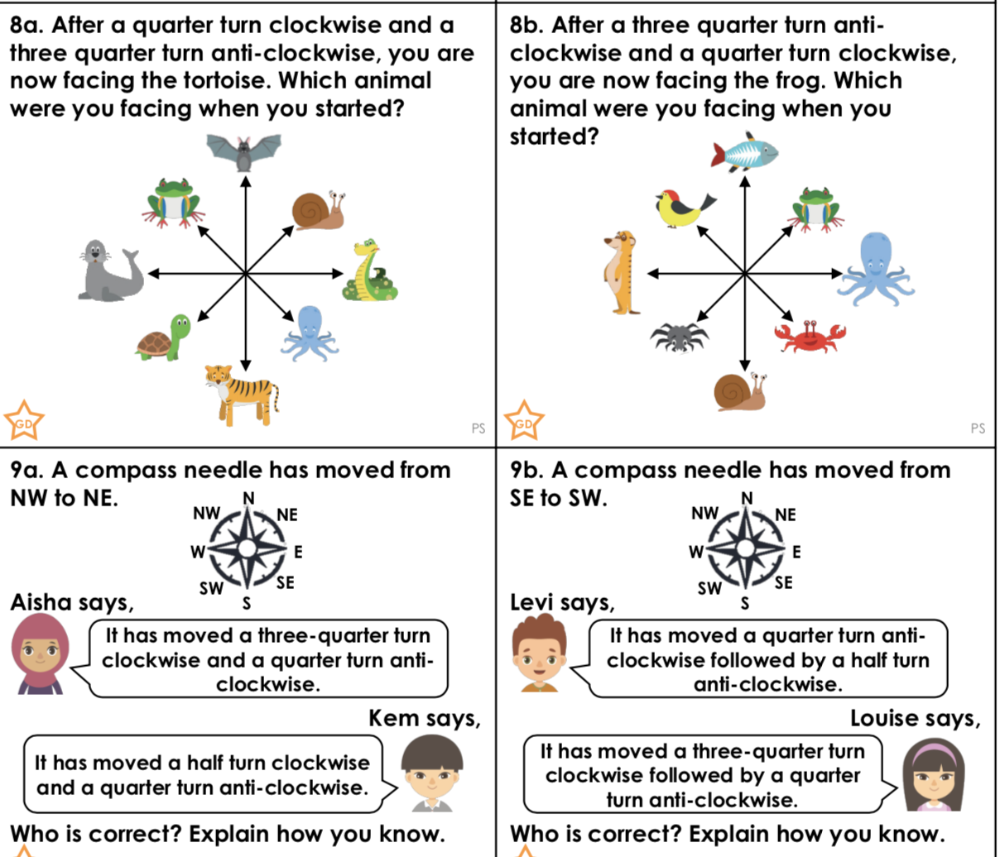 8a. After a quarter turn clockwise and a
three quarter turn anti-clockwise, you are
now facing the tortoise. Which animal
were you facing when you started?
GD
PS
8b. After a three quarter turn anti-
clockwise and a quarter turn clockwise,
you are now facing the frog. Which
animal were you facing when you
started?
GD
PS
9a. A compass needle has moved from
NW to NE.
N
NW
NE
W
E
SW
SE
S
Aisha says,
It has moved a three-quarter turn
clockwise and a quarter turn anti-
clockwise.
Kem says,
It has moved a half turn clockwise
and a quarter turn anti-clockwise.
Who is correct? Explain how you know.
9b. A compass needle has moved from
SE to SW.
N
NW
NE
W
E
SW
SE
S
Levi says,
It has moved a quarter turn anti-
clockwise followed by a half turn
anti-clockwise.
Louise says,
It has moved a three-quarter turn
clockwise followed by a quarter
turn anti-clockwise.
Who is correct? Explain how you know.